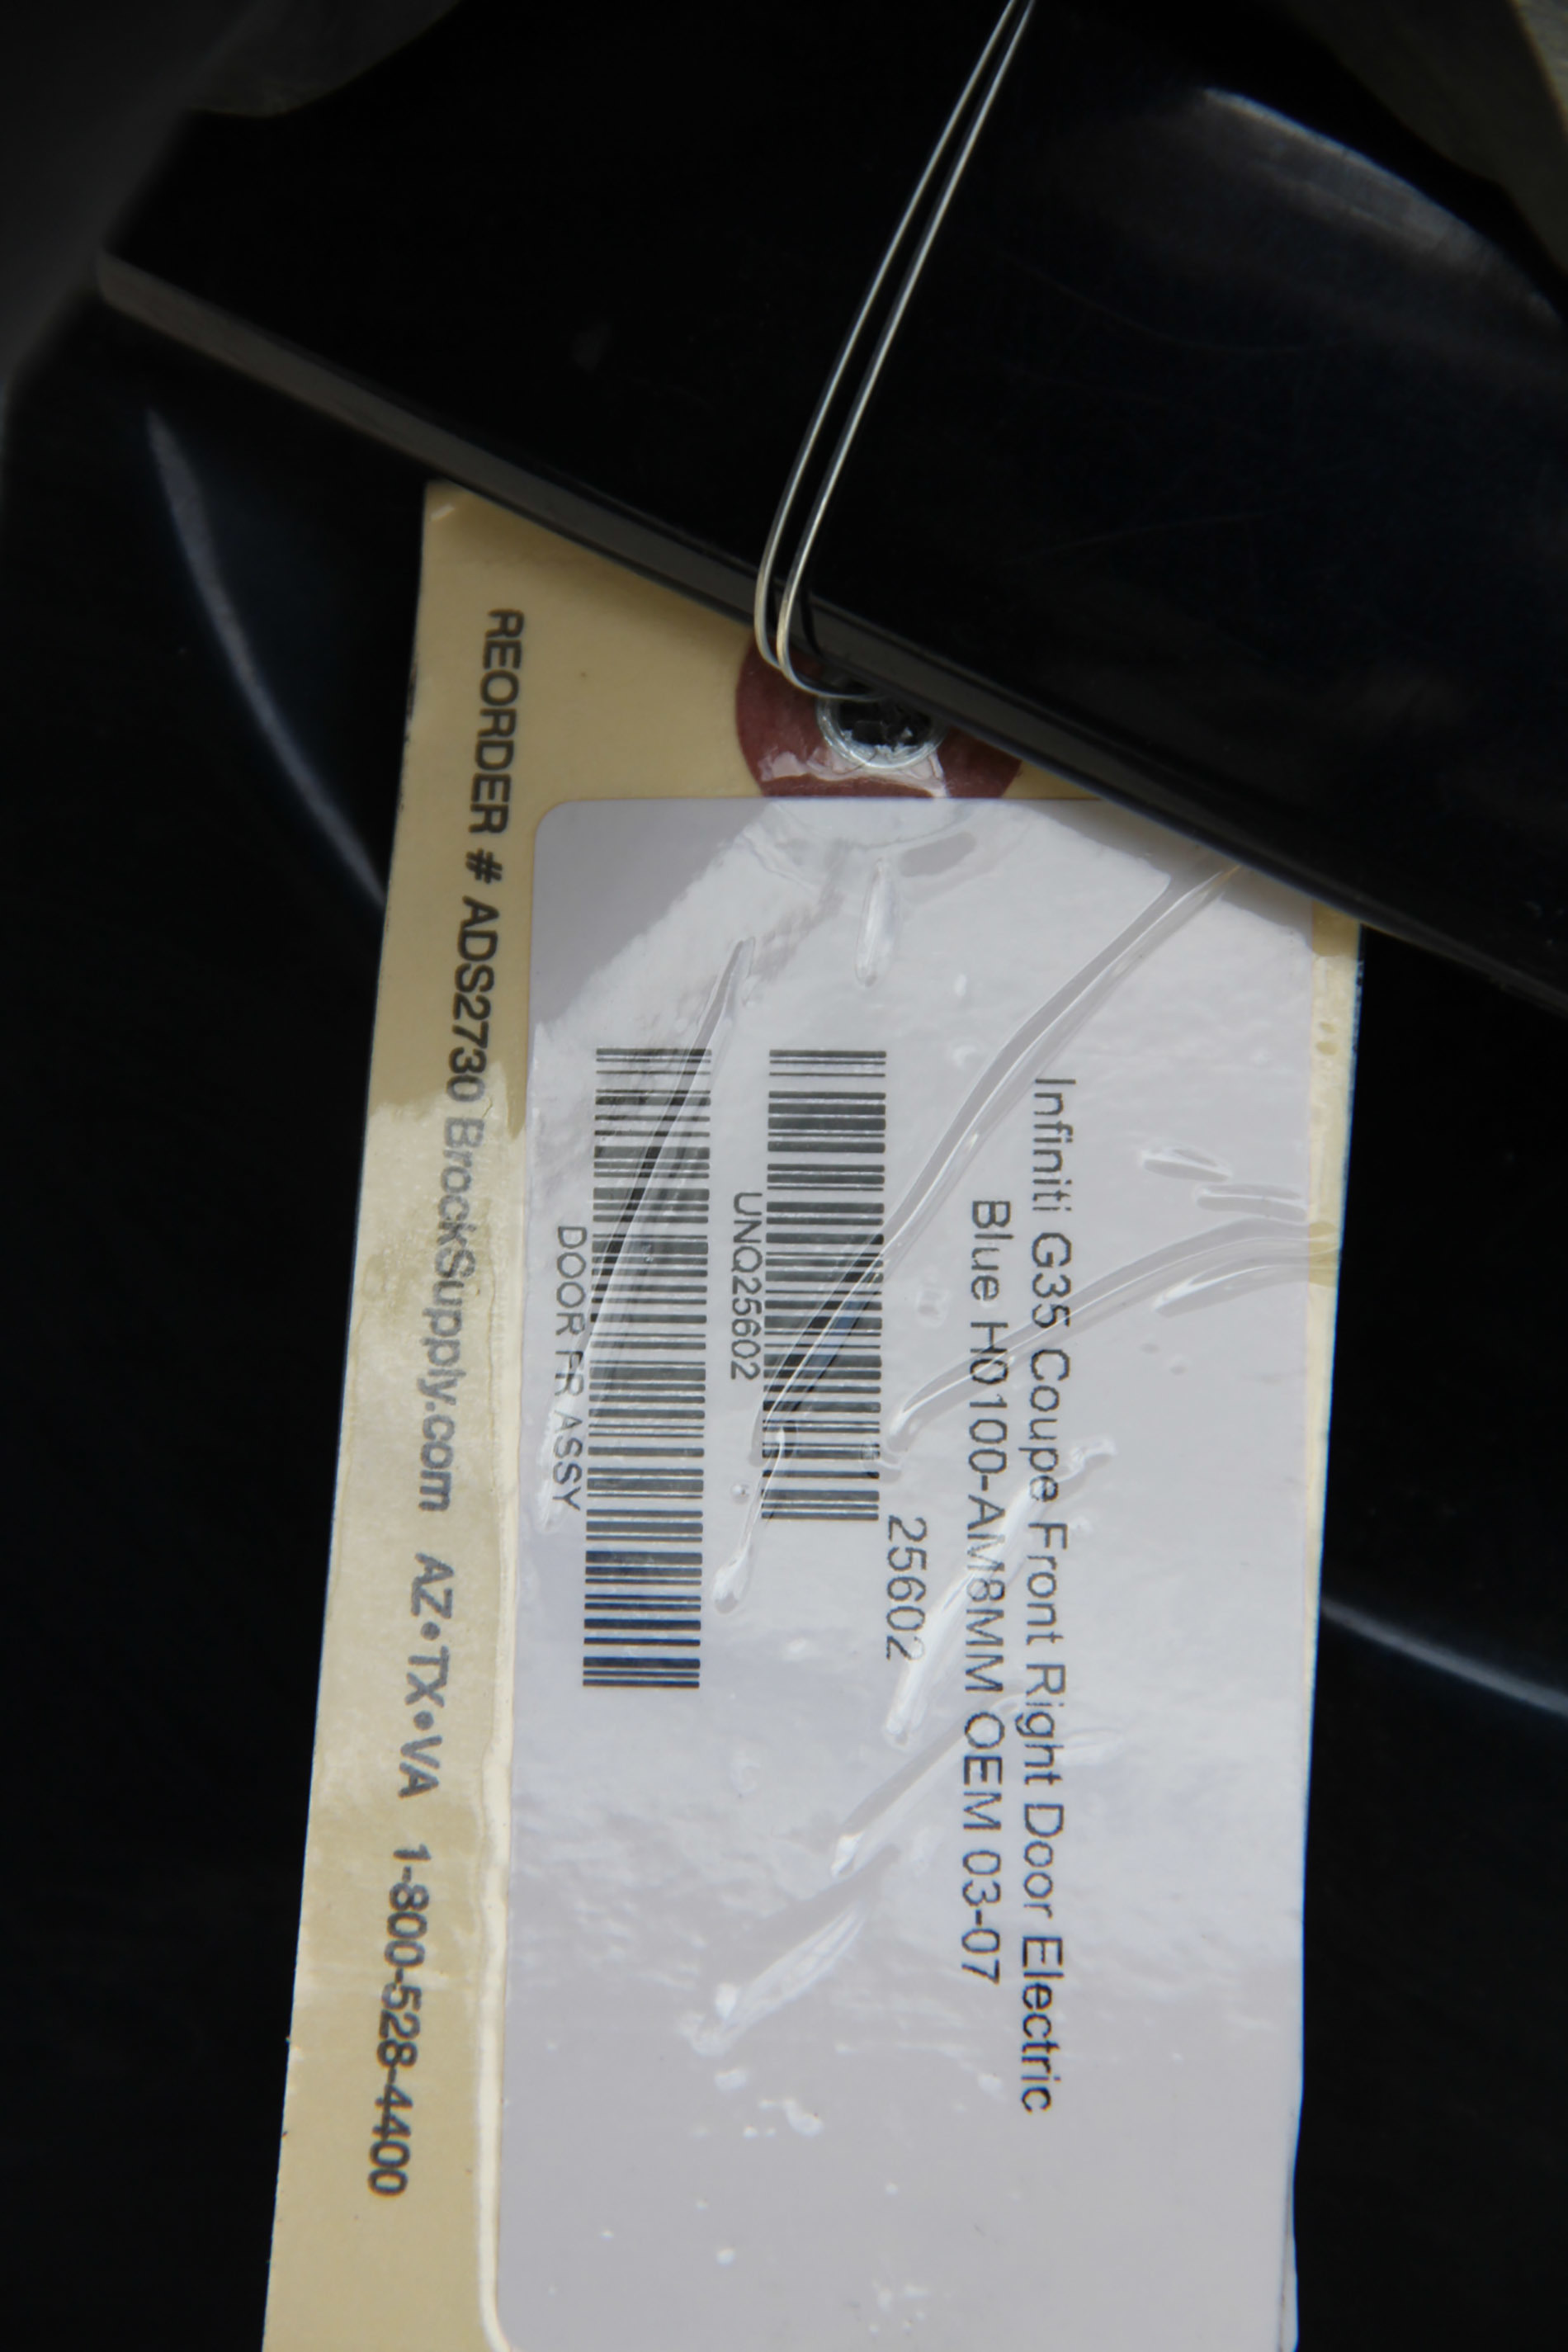 Infiniti G35 Coupe Front Right Door Electric
Blue H0100-AM8MM OEM 03-07
25602
UNQ25602
DOOR FR ASSY
REORDER # ADS2730 BrockSupply.com AZ•TX•VA 1-800-528-4400